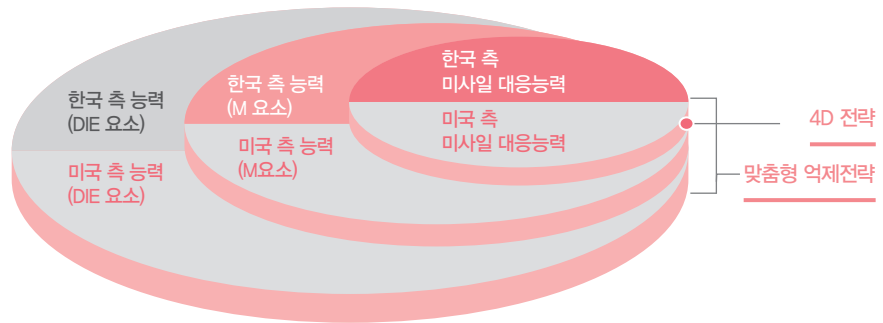 한국 측 능력
(DIE 요소)
미국 측 능력
(DIE 요소)
한국 측 능력
(M 요소)
미국 측 능력
(M요소)
한국 측
미사일 대응능력
미국 측
미사일 대응능력
4D 전략
맞춤형 억제전략